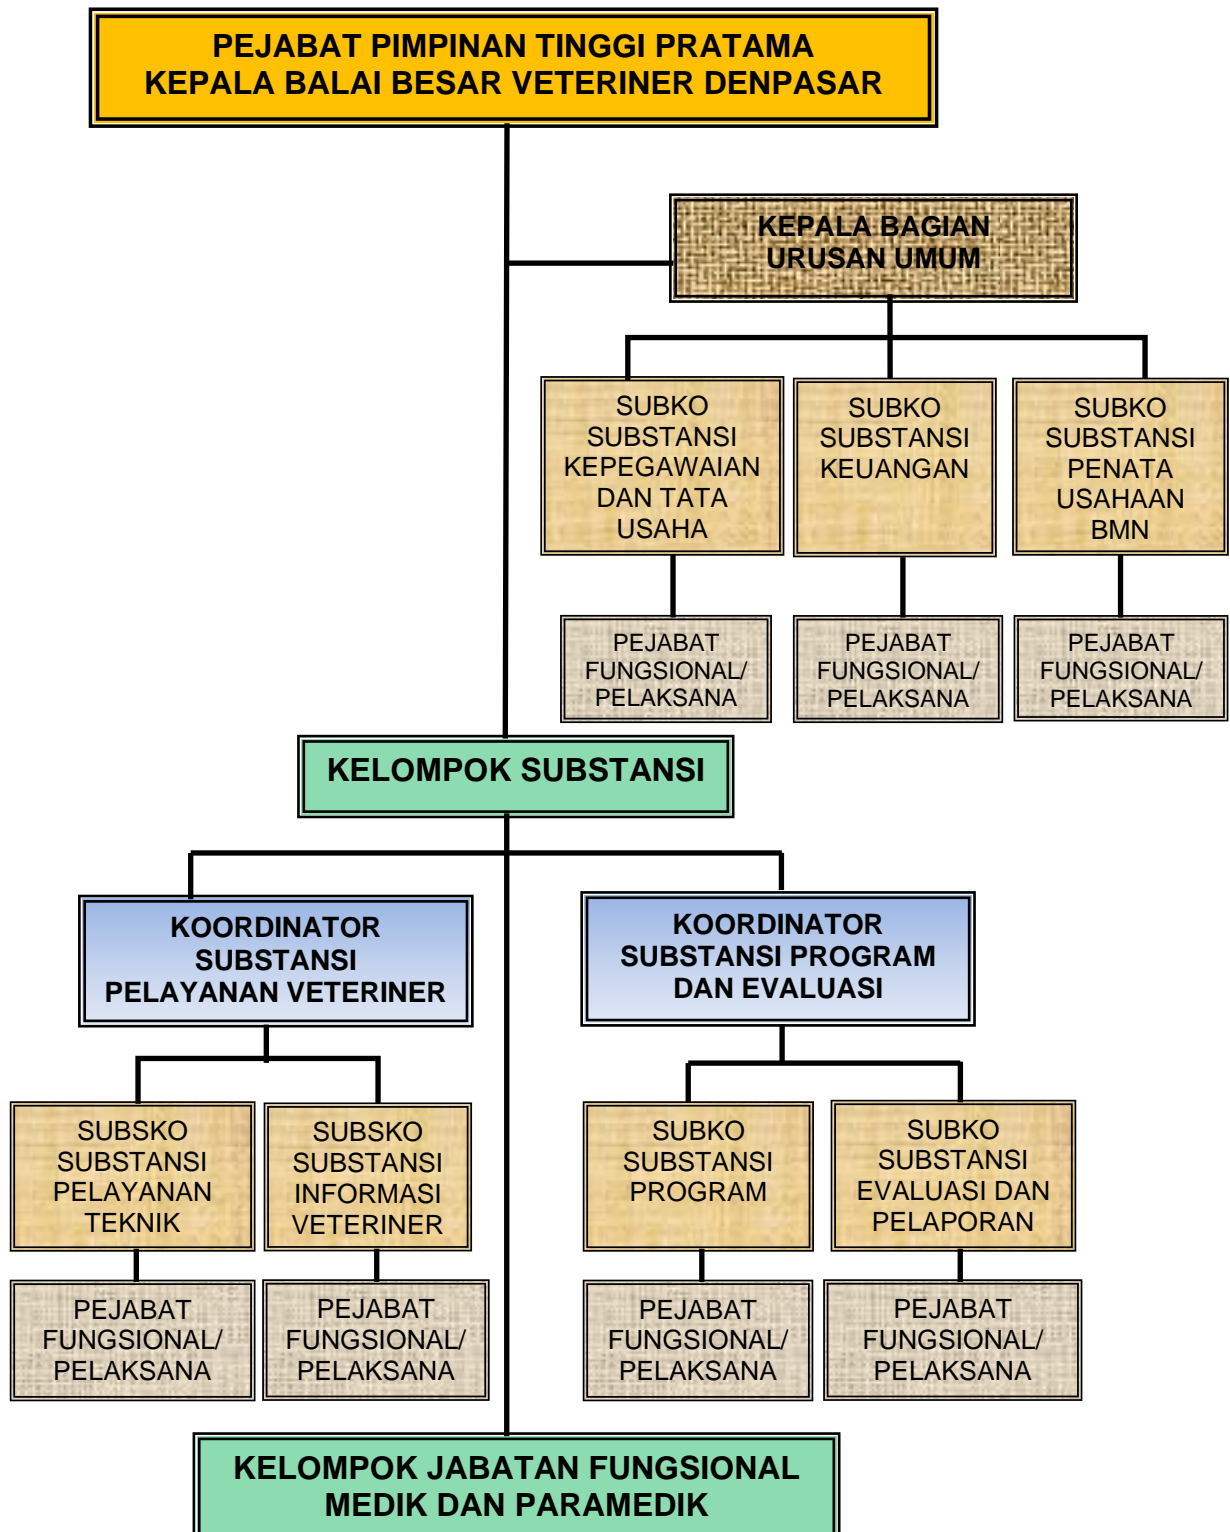 PEJABAT PIMPINAN TINGGI PRATAMA
KEPALA BALAI BESAR VETERINER DENPASAR
KEPALA BAGIAN
URUSAN UMUM
SUBKO
SUBSTANSI
KEPEGAWAIAN
DAN TATA
USAHA
SUBKO
SUBSTANSI
KEUANGAN
SUBKO
SUBSTANSI
PENATA
USAHAAN
BMN
PEJABAT
FUNGSIONAL/
PELAKSANA
PEJABAT
FUNGSIONAL/
PELAKSANA
PEJABAT
FUNGSIONAL/
PELAKSANA
KELOMPOK SUBSTANSI
KOORDINATOR
SUBSTANSI
PELAYANAN VETERINER
KOORDINATOR
SUBSTANSI PROGRAM
DAN EVALUASI
SUBSKO
SUBSTANSI
PELAYANAN
TEKNIK
SUBSKO
SUBSTANSI
INFORMASI
VETERINER
SUBKO
SUBSTANSI
PROGRAM
SUBKO
SUBSTANSI
EVALUASI DAN
PELAPORAN
PEJABAT
FUNGSIONAL/
PELAKSANA
PEJABAT
FUNGSIONAL/
PELAKSANA
PEJABAT
FUNGSIONAL/
PELAKSANA
PEJABAT
FUNGSIONAL/
PELAKSANA
KELOMPOK JABATAN FUNGSIONAL
MEDIK DAN PARAMEDIK